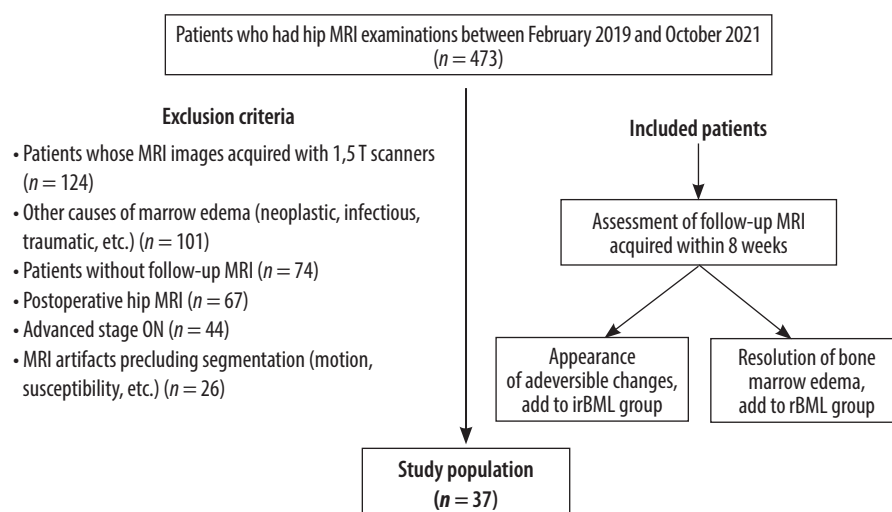 Patients who had hip MRI examinations between February 2019 and October 2021
(n = 473)
Exclusion criteria
• Patients whose MRI images acquired with 1,5 T scanners
(n = 124)
• Other causes of marrow edema (neoplastic, infectious,
traumatic, etc.) (n = 101)
• Patients without follow-up MRI (n = 74)
• Postoperative hip MRI (n = 67)
• Advanced stage ON (n = 44)
• MRI artifacts precluding segmentation (motion,
susceptibility, etc.) (n = 26)
Included patients
Assessment of follow-up MRI
acquired within 8 weeks
Appearance
of adeversible changes,
add to irBML group
Resolution of bone
marrow edema,
add to rBML group
Study population
(n = 37)